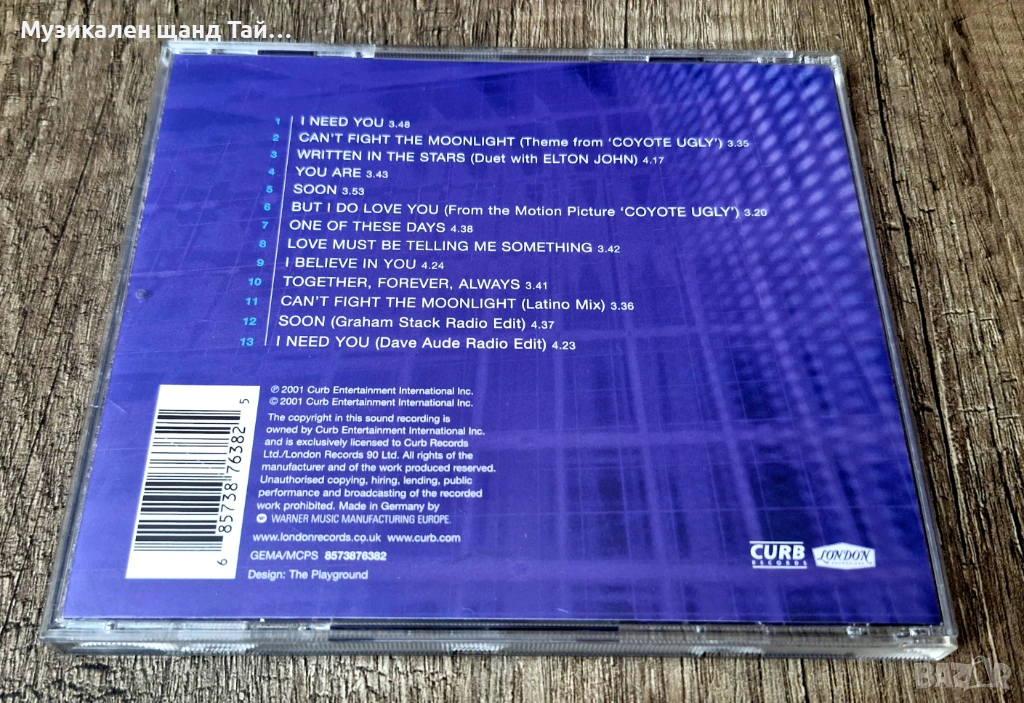 Музикален щанд Тай...
1 I NEED YOU 3.48
2 CAN'T FIGHT THE MOONLIGHT (Theme from 'COYOTE UGLY') 3.35
3 WRITTEN IN THE STARS (Duet with ELTON JOHN) 4.17
4 YOU ARE 3.43
5 SOON 3.53
6 BUT I DO LOVE YOU (From the Motion Picture 'COYOTE UGLY') 3.20
7 ONE OF THESE DAYS 4.38
8 LOVE MUST BE TELLING ME SOMETHING 3.42
9 I BELIEVE IN YOU 4.24
10 TOGETHER, FOREVER, ALWAYS 3.41
11 CAN'T FIGHT THE MOONLIGHT (Latino Mix) 3.36
12 SOON (Graham Stack Radio Edit) 4.37
13 I NEED YOU (Dave Aude Radio Edit) 4.23
℗ 2001 Curb Entertainment International Inc.
© 2001 Curb Entertainment International Inc.
The copyright in this sound recording is
owned by Curb Entertainment International Inc.
and is exclusively licensed to Curb Records
Ltd./London Records 90 Ltd. All rights of the
manufacturer and of the work produced reserved.
Unauthorised copying, hiring, lending, public
performance and broadcasting of the recorded
work prohibited. Made in Germany by
WARNER MUSIC MANUFACTURING EUROPE.
www.londonrecords.co.uk www.curb.com
GEMA/MCPS 8573876382
Design: The Playground
6 85738 76382 5
CURB
RECORDS
LONDON
BAZAR